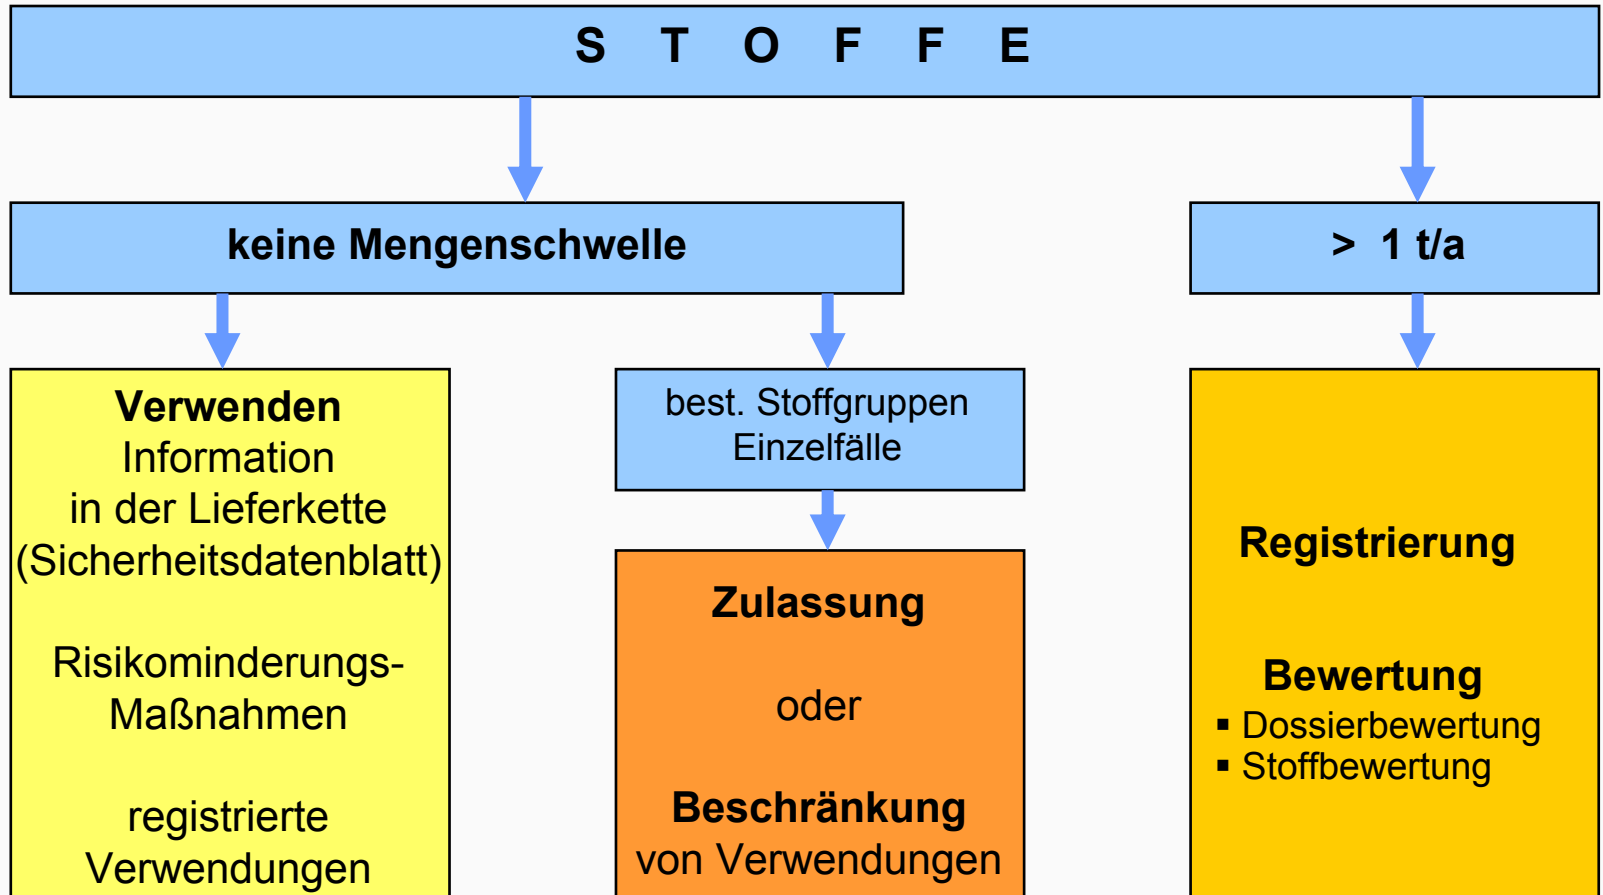 S T O F F E
keine Mengenschwelle
> 1 t/a
Verwenden
Information
in der Lieferkette
(Sicherheitsdatenblatt)
Risikominderungs-
Maßnahmen
registrierte
Verwendungen
best. Stoffgruppen
Einzelfälle
Zulassung
oder
Beschränkung
von Verwendungen
Registrierung
Bewertung
▪ Dossierbewertung
▪ Stoffbewertung